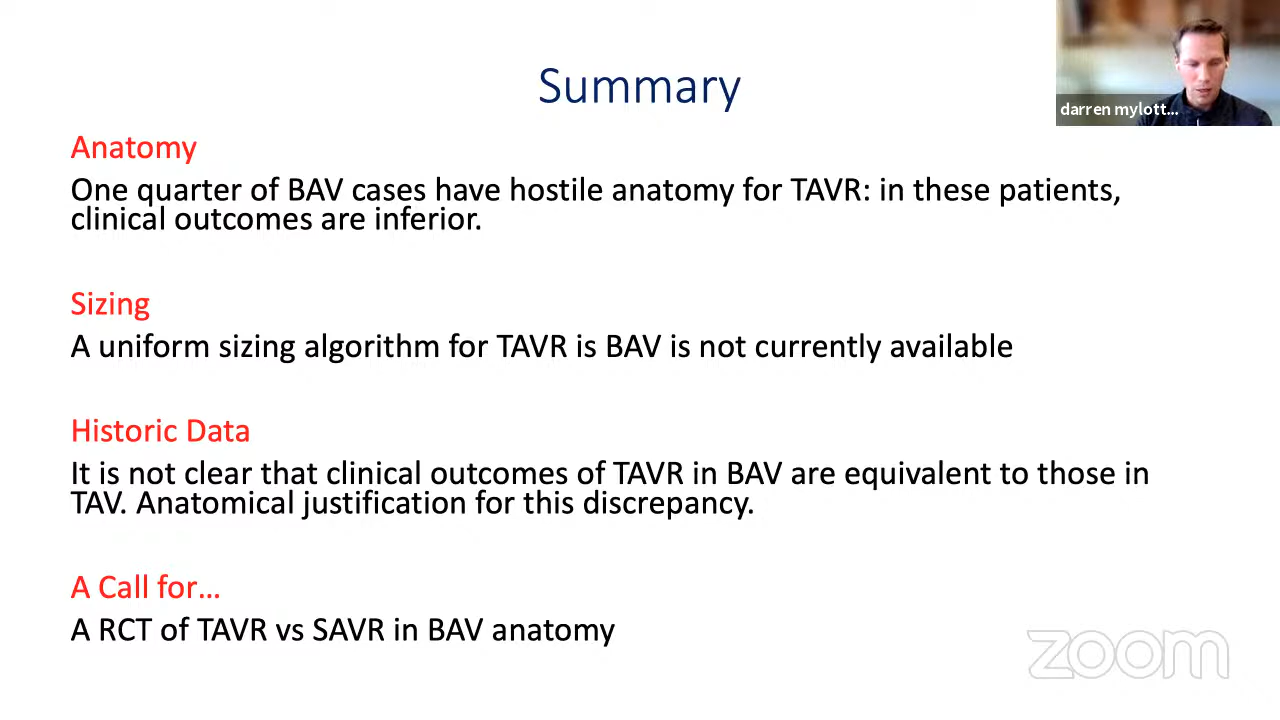 Summary
darren mylott...
Anatomy
One quarter of BAV cases have hostile anatomy for TAVR: in these patients,
clinical outcomes are inferior.
Sizing
A uniform sizing algorithm for TAVR is BAV is not currently available
Historic Data
It is not clear that clinical outcomes of TAVR in BAV are equivalent to those in
TAV. Anatomical justification for this discrepancy.
A Call for…
A RCT of TAVR vs SAVR in BAV anatomy
zoom